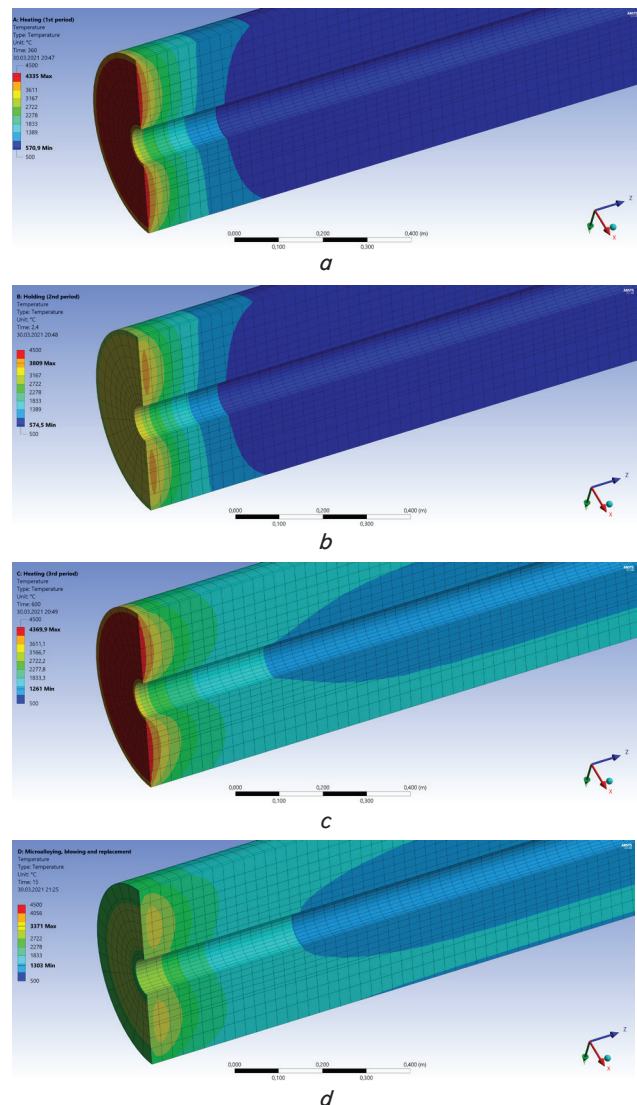 A: Heating (1st period)
Temperature
Type: Temperature
Unit: °C
Time: 360
30.03.2021 20:47
4500
4335 Max
3611
3167
2722
2278
1833
1389
570,9 Min
500
ANSYS
0,000 0,200 0,400 (m)
0,100 0,300
Z
Y
X
a
B: Holding (2nd period)
Temperature
Type: Temperature
Unit: °C
Time: 2,4
30.03.2021 20:48
4500
3809 Max
3167
2722
2278
1833
1389
574,5 Min
500
ANSYS
0,000 0,200 0,400 (m)
0,100 0,300
Z
Y
X
b
C: Heating (3rd period)
Temperature
Type: Temperature
Unit: °C
Time: 600
30.03.2021 20:49
4500
4369,9 Max
3611,1
3166,7
2722,2
2277,8
1833,3
1261 Min
500
ANSYS
0,000 0,200 0,400 (m)
0,100 0,300
Z
Y
X
c
D: Microalloying, blowing and replacement
Temperature
Type: Temperature
Unit: °C
Time: 15
30.03.2021 21:25
4500
4056
3371 Max
2722
2278
1833
1303 Min
500
ANSYS
0,000 0,200 0,400 (m)
0,100 0,300
Z
Y
X
d